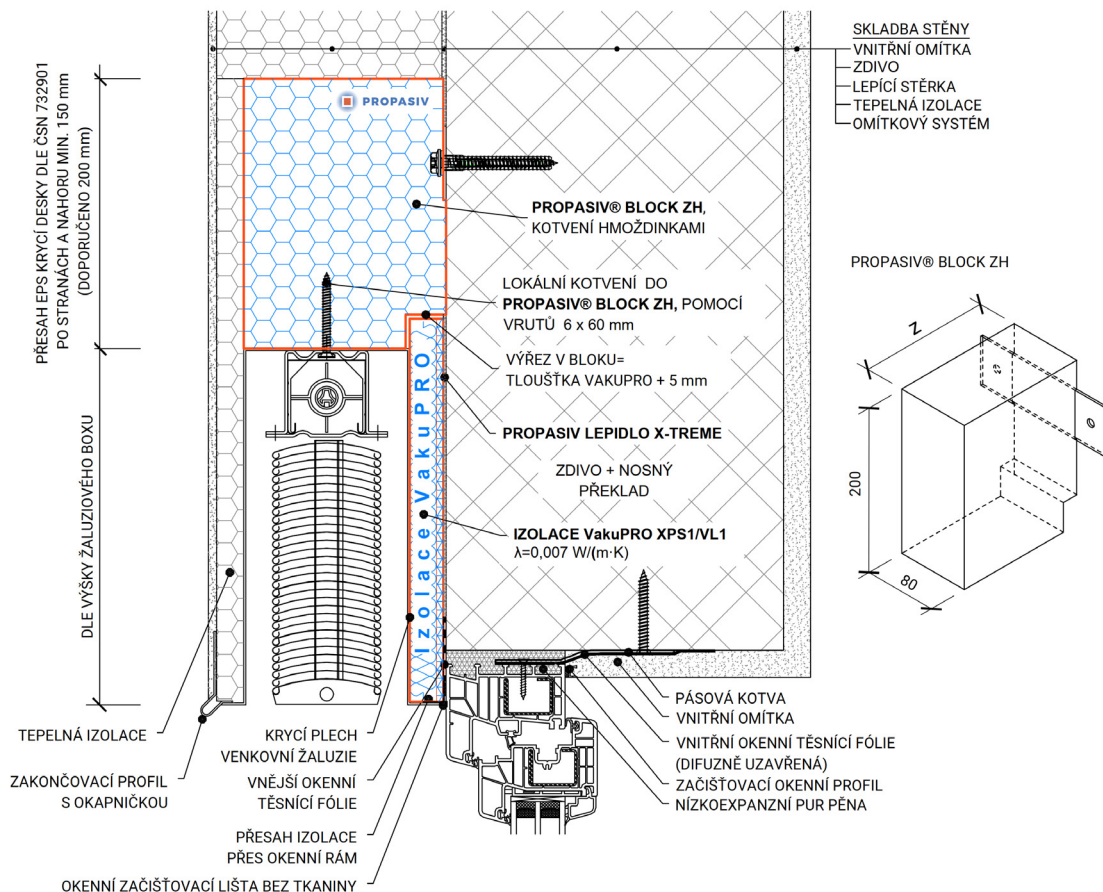 SKLADBA STĚNY
VNITŘNÍ OMÍTKA
ZDIVO
LEPÍCÍ STĚRKA
TEPELNÁ IZOLACE
OMÍTKOVÝ SYSTÉM
PŘESAH EPS KRYCÍ DESKY DLE ČSN 732901
PO STRANÁCH A NAHORU MIN. 150 mm
(DOPORUČENO 200 mm)
PROPASIV
PROPASIV® BLOCK ZH,
KOTVENÍ HMOŽDINKAMI
LOKÁLNÍ KOTVENÍ DO
PROPASIV® BLOCK ZH, POMOCÍ
VRUTŮ 6 x 60 mm
VÝŘEZ V BLOKU=
TLOUŠŤKA VAKUPRO + 5 mm
PROPASIV LEPIDLO X-TREME
ZDIVO + NOSNÝ
PŘEKLAD
IZOLACE VakuPRO XPS1/VL1
λ=0,007 W/(m·K)
Izolace VakuPRO
DLE VÝŠKY ŽALUZIOVÉHO BOXU
PROPASIV® BLOCK ZH
Z
200
80
TEPELNÁ IZOLACE
ZAKONČOVACÍ PROFIL
S OKAPNIČKOU
KRYCÍ PLECH
VENKOVNÍ ŽALUZIE
VNĚJŠÍ OKENNÍ
TĚSNÍCÍ FÓLIE
PŘESAH IZOLACE
PŘES OKENNÍ RÁM
OKENNÍ ZAČIŠŤOVACÍ LIŠTA BEZ TKANINY
PÁSOVÁ KOTVA
VNITŘNÍ OMÍTKA
VNITŘNÍ OKENNÍ TĚSNÍCÍ FÓLIE
(DIFUZNĚ UZAVŘENÁ)
ZAČIŠŤOVACÍ OKENNÍ PROFIL
NÍZKOEXPANZNÍ PUR PĚNA